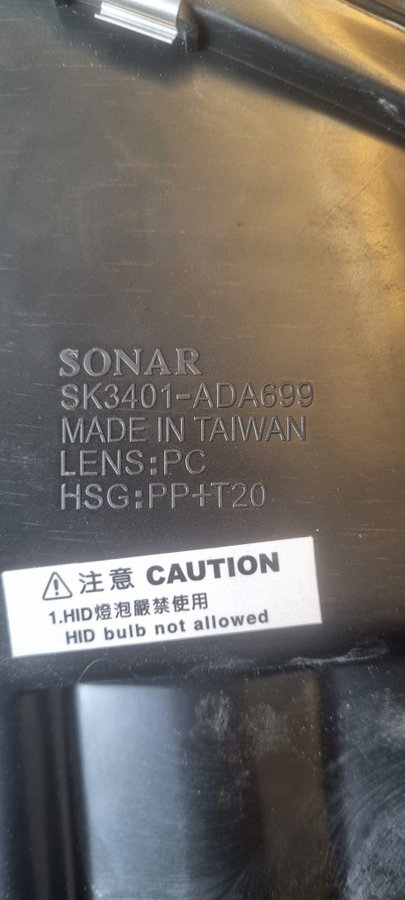 SONAR
SK3401-ADA699
MADE IN TAIWAN
LENS:PC
HSG:PP+T20
注意 CAUTION
1.HID燈泡嚴禁使用
HID bulb not allowed